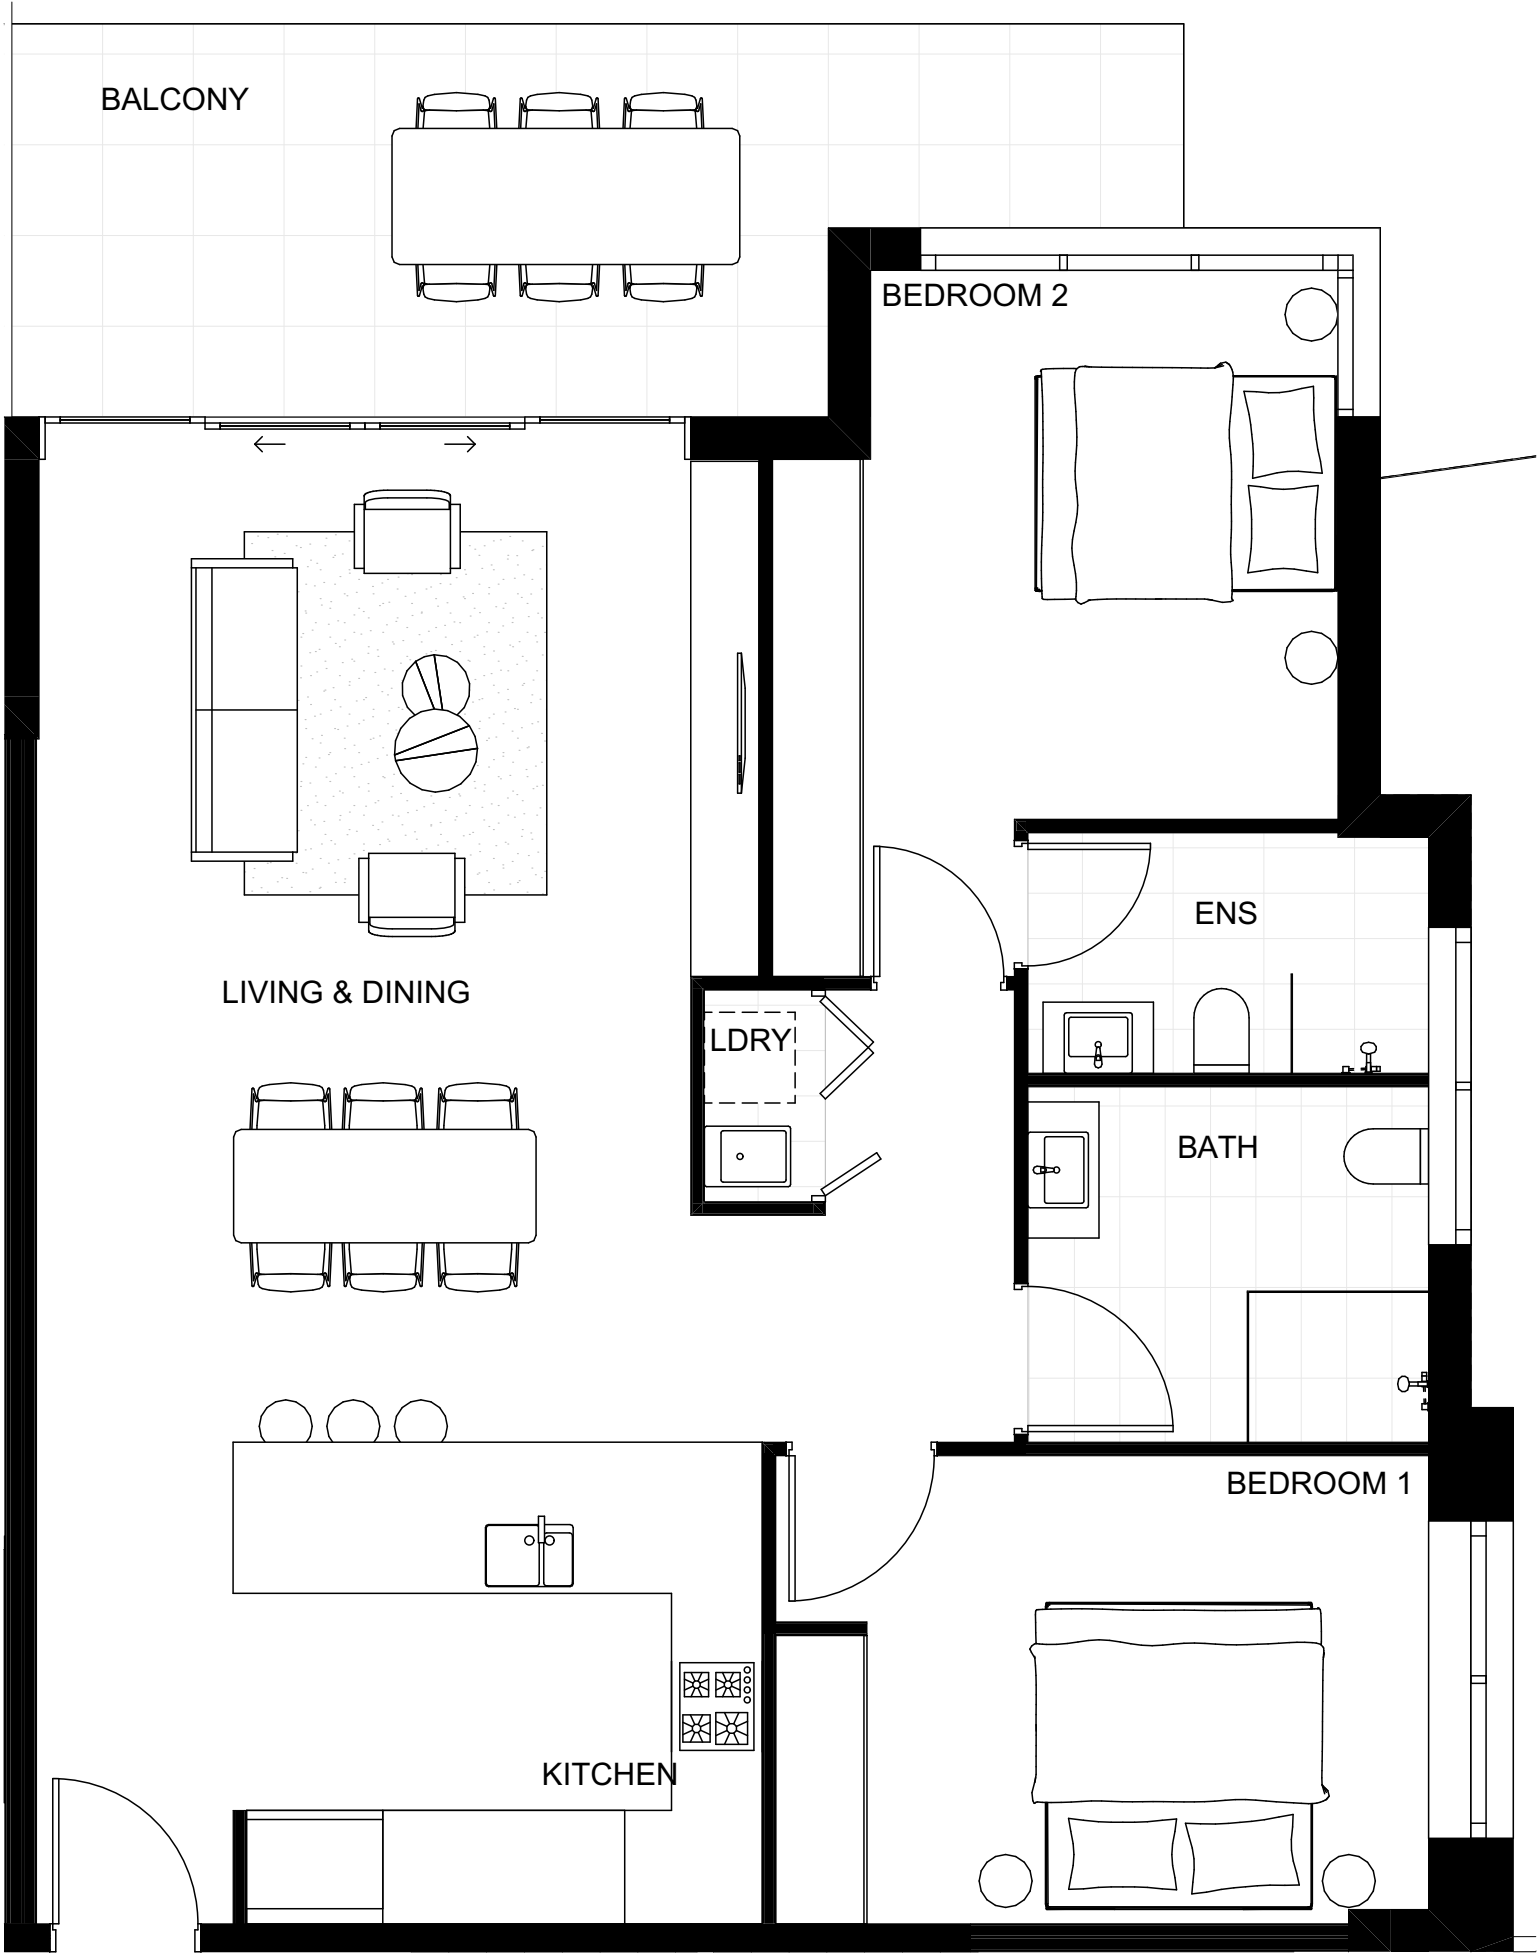 BALCONY
BEDROOM 2
ENS
LIVING & DINING
LDRY
BATH
BEDROOM 1
KITCHEN